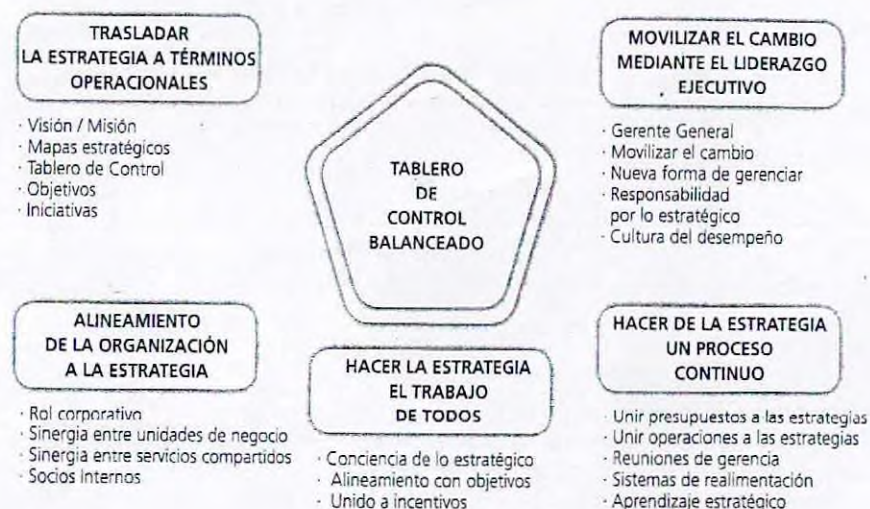 TRASLADAR
LA ESTRATEGIA A TÉRMINOS
OPERACIONALES
· Visión / Misión
· Mapas estratégicos
· Tablero de Control
· Objetivos
· Iniciativas
MOVILIZAR EL CAMBIO
MEDIANTE EL LIDERAZGO
EJECUTIVO
· Gerente General
· Movilizar el cambio
· Nueva forma de gerenciar
· Responsabilidad
por lo estratégico
· Cultura del desempeño
TABLERO
DE
CONTROL
BALANCEADO
ALINEAMIENTO
DE LA ORGANIZACIÓN
A LA ESTRATEGIA
· Rol corporativo
· Sinergia entre unidades de negocio
· Sinergia entre servicios compartidos
· Socios Internos
HACER LA ESTRATEGIA
EL TRABAJO
DE TODOS
· Conciencia de lo estratégico
· Alineamiento con objetivos
· Unido a incentivos
HACER DE LA ESTRATEGIA
UN PROCESO
CONTINUO
· Unir presupuestos a las estrategias
· Unir operaciones a las estrategias
· Reuniones de gerencia
· Sistemas de realimentación
· Aprendizaje estratégico